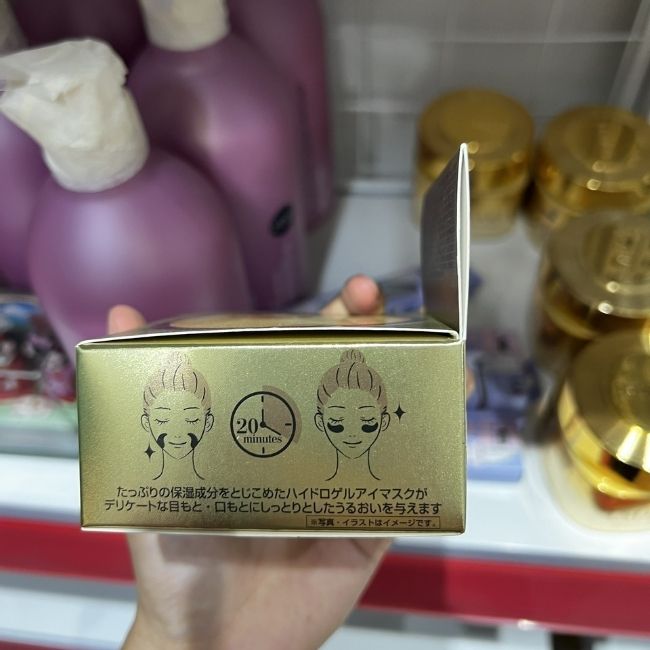 20
minutes
たっぷりの保湿成分をとじこめたハイドロゲルアイマスクが
デリケートな目もと・口もとにしっとりとしたうるおいを与えます
※写真・イラストはイメージです。